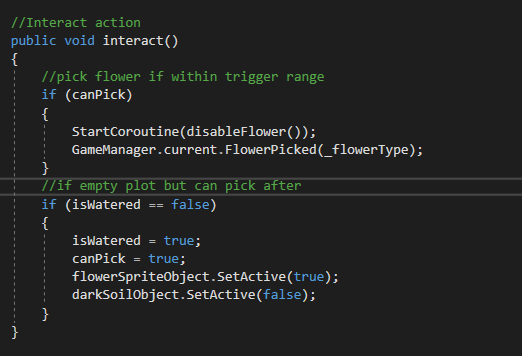 //Interact action
public void interact()
{
    //pick flower if within trigger range
    if (canPick)
    {
        StartCoroutine(disableFlower());
        GameManager.current.FlowerPicked(_flowerType);
    }
    //if empty plot but can pick after
    if (isWatered == false)
    {
        isWatered = true;
        canPick = true;
        flowerSpriteObject.SetActive(true);
        darkSoilObject.SetActive(false);
    }
}